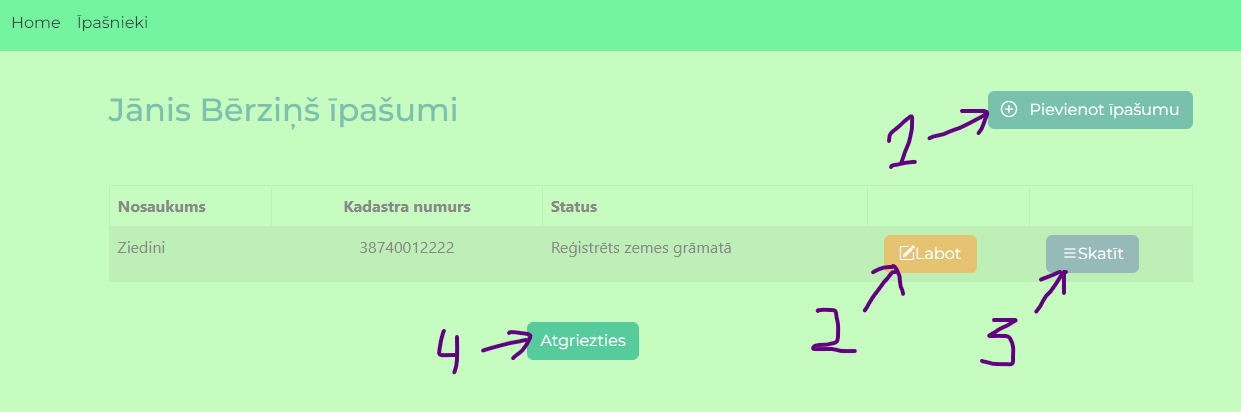 Home Īpašnieki
Jānis Bērziņš īpašumi
Pievienot īpašumu
1
Nosaukums Kadastra numurs Status
Ziedini 38740012222 Reģistrēts zemes grāmatā Labot Skatīt
4 Atgriezties 2 3